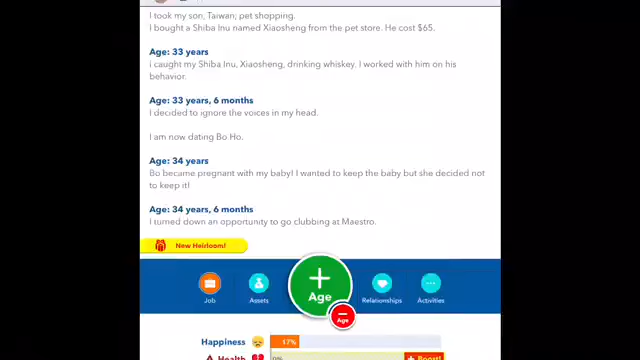 I took my son, Taiwan, pet shopping.
I bought a Shiba Inu named Xiaosheng from the pet store. He cost $65.
Age: 33 years
I caught my Shiba Inu, Xiaosheng, drinking whiskey. I worked with him on his
behavior.
Age: 33 years, 6 months
I decided to ignore the voices in my head.
I am now dating Bo Ho.
Age: 34 years
Bo became pregnant with my baby! I wanted to keep the baby but she decided not
to keep it!
Age: 34 years, 6 months
I turned down an opportunity to go clubbing at Maestro.
New Heirloom!
Job
Assets
+ Age
Relationships
Activities
− Age
Happiness 17%
Health 0% + Boost!